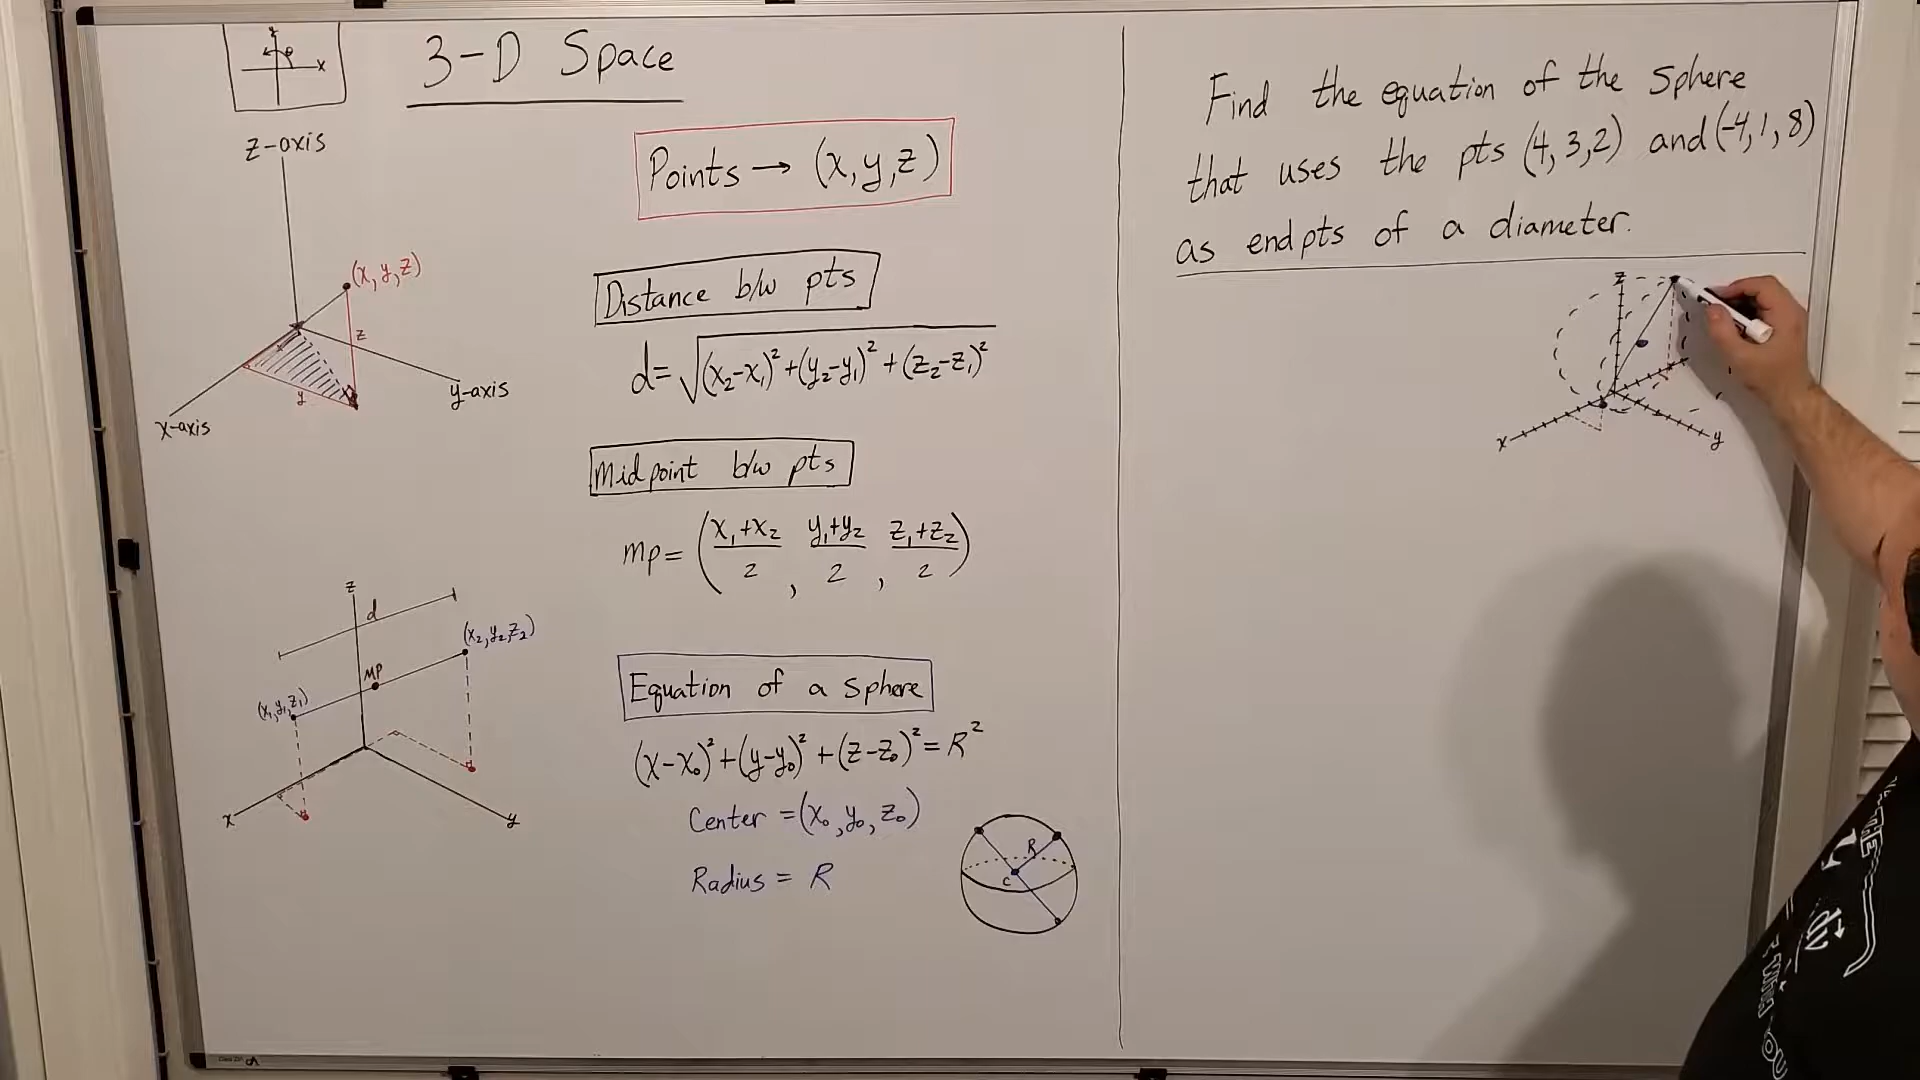 3-D Space
x
z-axis
(x, y, z)
z
y
y-axis
x-axis
Points → (x, y, z)
Distance b/w pts
d= √(x₂-x₁)²+(y₂-y₁)²+(z₂-z₁)²
Midpoint b/w pts
mp= (x₁+x₂/2, y₁+y₂/2, z₁+z₂/2)
z
d
(x₂, y₂, z₂)
MP
(x₁, y₁, z₁)
x
y
Equation of a sphere
(x-x₀)²+(y-y₀)²+(z-z₀)²=R²
Center =(x₀, y₀, z₀)
Radius = R
R
C
Find the equation of the sphere
that uses the pts (4, 3, 2) and (-4, 1, 8)
as endpts of a diameter.
z
x
y